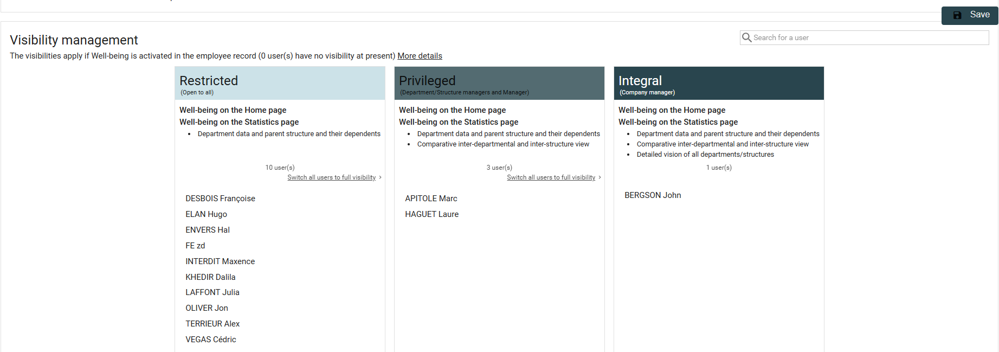 Save
Visibility management
Search for a user
The visibilities apply if Well-being is activated in the employee record (0 user(s) have no visibility at present) More details
Restricted
(Open to all)
Well-being on the Home page
Well-being on the Statistics page
• Department data and parent structure and their dependents
10 user(s)
Switch all users to full visibility >
DESBOIS Françoise
ELAN Hugo
ENVERS Hal
FE zd
INTERDIT Maxence
KHEDIR Dalila
LAFFONT Julia
OLIVER Jon
TERRIEUR Alex
VEGAS Cédric
Privileged
(Department/Structure managers and Manager)
Well-being on the Home page
Well-being on the Statistics page
• Department data and parent structure and their dependents
• Comparative inter-departmental and inter-structure view
3 user(s)
Switch all users to full visibility >
APITOLE Marc
HAGUET Laure
Integral
(Company manager)
Well-being on the Home page
Well-being on the Statistics page
• Department data and parent structure and their dependents
• Comparative inter-departmental and inter-structure view
• Detailed vision of all departments/structures
1 user(s)
BERGSON John